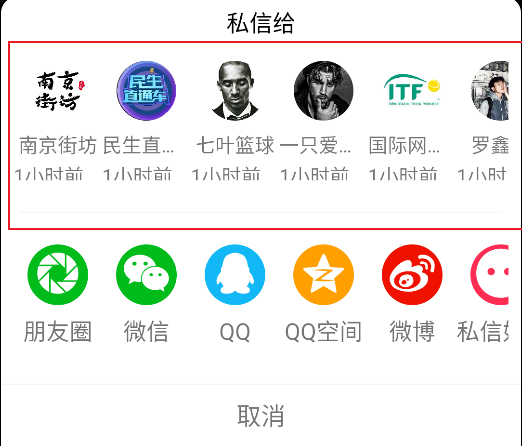 私信给
南京街坊
民生直通车
ITF
南京街坊 民生直... 七叶篮球 一只爱... 国际网... 罗鑫
1小时前 1小时前 1小时前 1小时前 1小时前 1小时
朋友圈 微信 QQ QQ空间 微博 私信好
取消